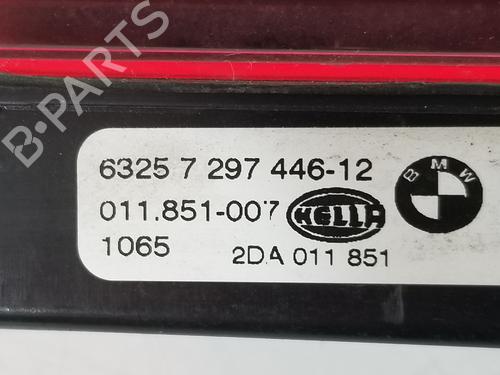 B-PARTS
6325 7 297 446-12
011.851-007 HELLA BMW
1065 2DA 011 851